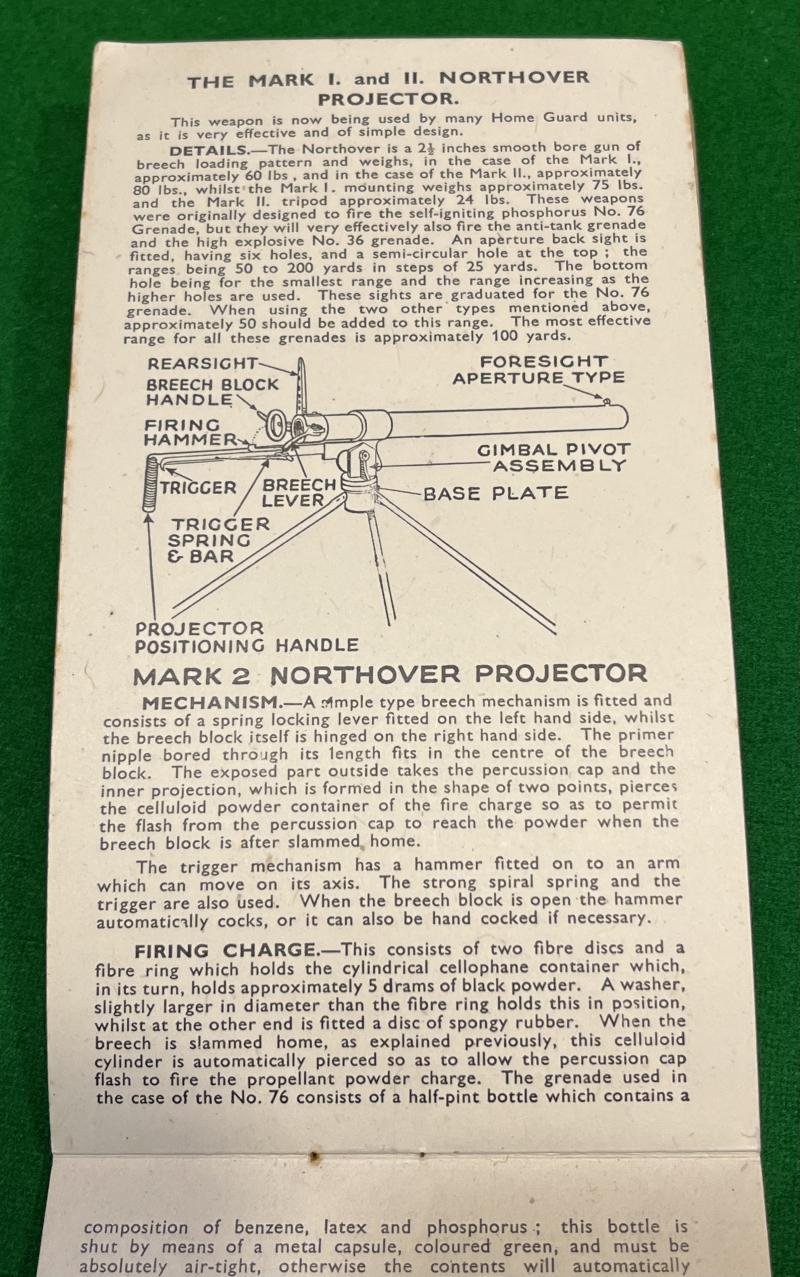 THE MARK I. and II. NORTHOVER
PROJECTOR.
This weapon is now being used by many Home Guard units,
as it is very effective and of simple design.
DETAILS.—The Northover is a 2½ inches smooth bore gun of
breech loading pattern and weighs, in the case of the Mark I.,
approximately 60 lbs, and in the case of the Mark II., approximately
80 lbs., whilst the Mark I. mounting weighs approximately 75 lbs.
and the Mark II. tripod approximately 24 lbs. These weapons
were originally designed to fire the self-igniting phosphorus No. 76
Grenade, but they will very effectively also fire the anti-tank grenade
and the high explosive No. 36 grenade. An aperture back sight is
fitted, having six holes, and a semi-circular hole at the top ; the
ranges being 50 to 200 yards in steps of 25 yards. The bottom
hole being for the smallest range and the range increasing as the
higher holes are used. These sights are graduated for the No. 76
grenade. When using the two other types mentioned above,
approximately 50 should be added to this range. The most effective
range for all these grenades is approximately 100 yards.
REARSIGHT
BREECH BLOCK
HANDLE
FIRING
HAMMER
TRIGGER
BREECH
LEVER
TRIGGER
SPRING
& BAR
FORESIGHT
APERTURE TYPE
GIMBAL PIVOT
ASSEMBLY
BASE PLATE
PROJECTOR
POSITIONING HANDLE
MARK 2 NORTHOVER PROJECTOR
MECHANISM.—A simple type breech mechanism is fitted and
consists of a spring locking lever fitted on the left hand side, whilst
the breech block itself is hinged on the right hand side. The primer
nipple bored through its length fits in the centre of the breech
block. The exposed part outside takes the percussion cap and the
inner projection, which is formed in the shape of two points, pierces
the celluloid powder container of the fire charge so as to permit
the flash from the percussion cap to reach the powder when the
breech block is after slammed home.
The trigger mechanism has a hammer fitted on to an arm
which can move on its axis. The strong spiral spring and the
trigger are also used. When the breech block is open the hammer
automatically cocks, or it can also be hand cocked if necessary.
FIRING CHARGE.—This consists of two fibre discs and a
fibre ring which holds the cylindrical cellophane container which,
in its turn, holds approximately 5 drams of black powder. A washer,
slightly larger in diameter than the fibre ring holds this in position,
whilst at the other end is fitted a disc of spongy rubber. When the
breech is slammed home, as explained previously, this celluloid
cylinder is automatically pierced so as to allow the percussion cap
flash to fire the propellant powder charge. The grenade used in
the case of the No. 76 consists of a half-pint bottle which contains a
composition of benzene, latex and phosphorus ; this bottle is
shut by means of a metal capsule, coloured green, and must be
absolutely air-tight, otherwise the contents will automatically